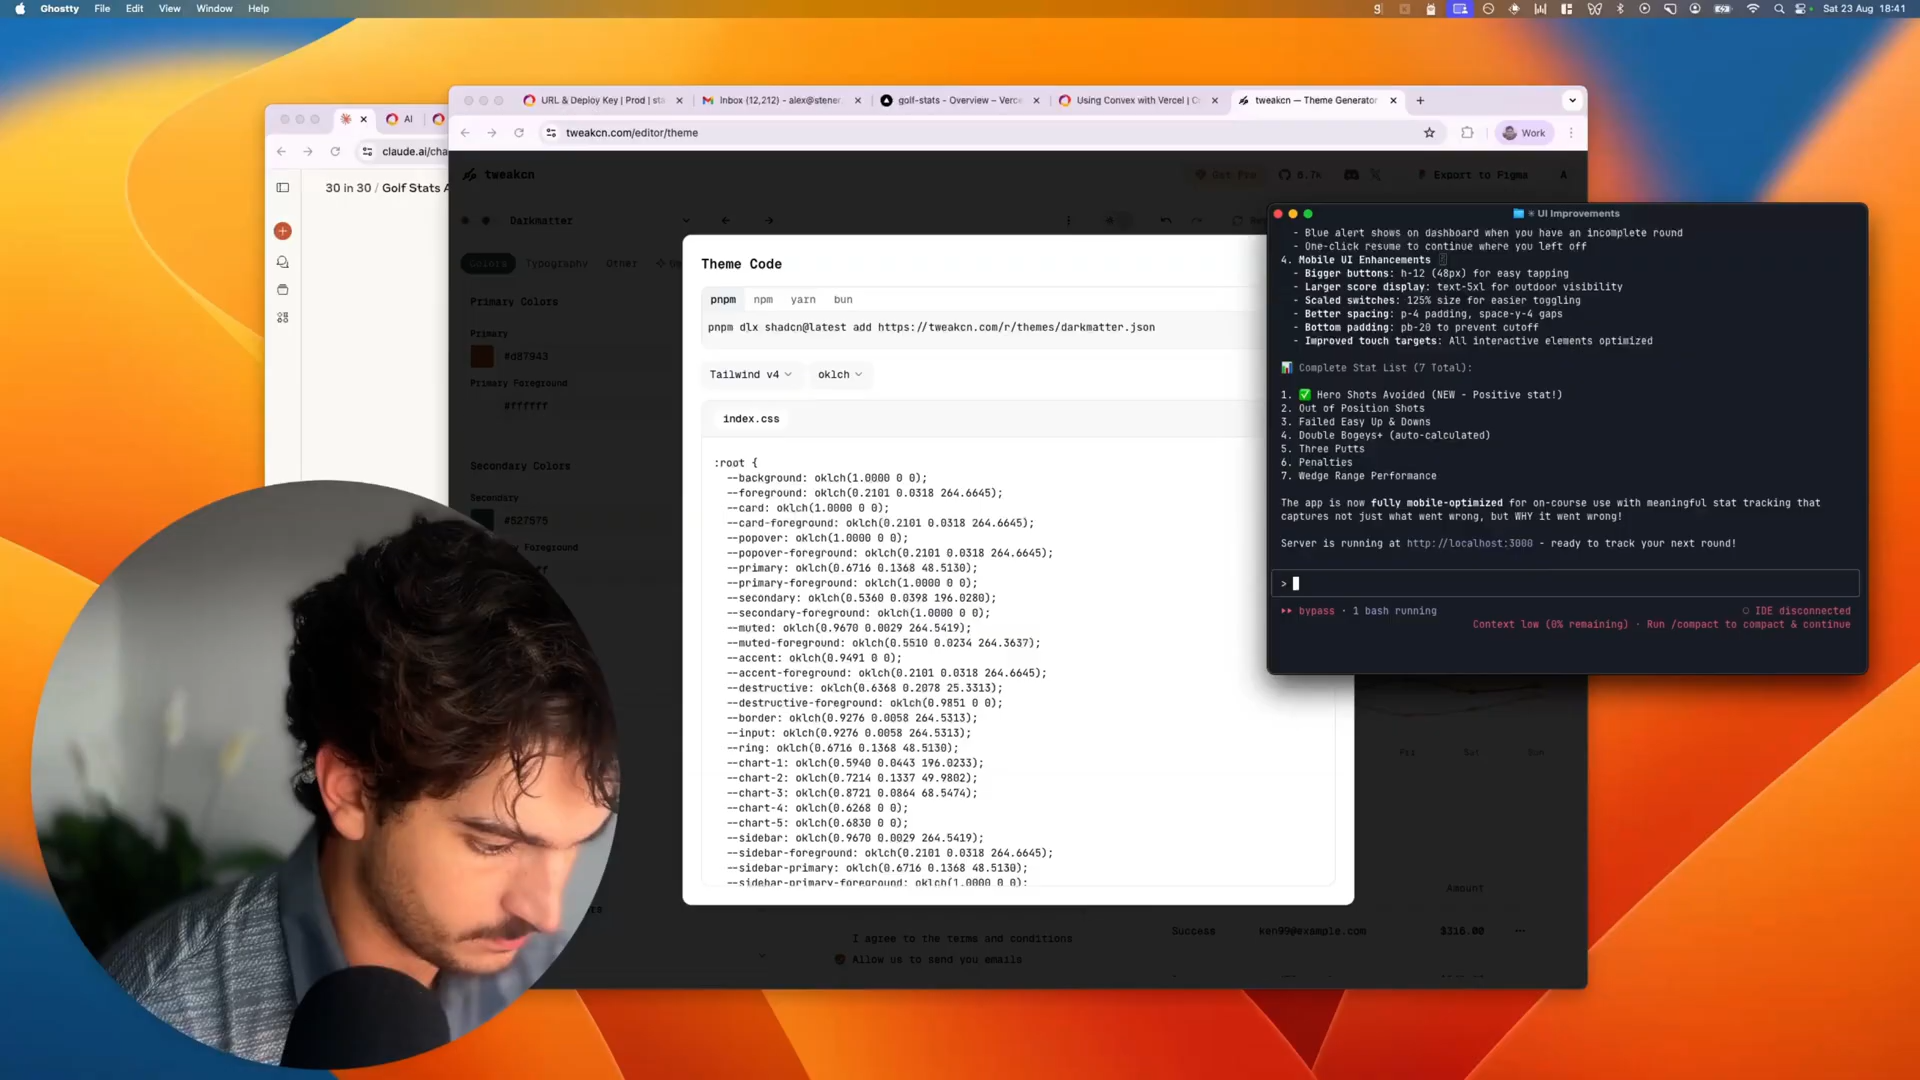 Ghostty File Edit View Window Help
Sat 23 Aug 18:41
URL & Deploy Key | Prod | sta
Inbox (12,212) - alex@stener
golf-stats - Overview – Verce
Using Convex with Vercel | C
tweakcn — Theme Generator
AI
tweakcn.com/editor/theme
Work
claude.ai/cha
tweakcn
Get Pro
Export to Figma
30 in 30 / Golf Stats A
Darkmatter
Colors Typography Other
Primary Colors
Primary
#d87943
Primary Foreground
#ffffff
Secondary Colors
Secondary
#527575
Foreground
Theme Code
pnpm npm yarn bun
pnpm dlx shadcn@latest add https://tweakcn.com/r/themes/darkmatter.json
Tailwind v4 oklch
index.css
:root {
--background: oklch(1.0000 0 0);
--foreground: oklch(0.2101 0.0318 264.6645);
--card: oklch(1.0000 0 0);
--card-foreground: oklch(0.2101 0.0318 264.6645);
--popover: oklch(1.0000 0 0);
--popover-foreground: oklch(0.2101 0.0318 264.6645);
--primary: oklch(0.6716 0.1368 48.5130);
--primary-foreground: oklch(1.0000 0 0);
--secondary: oklch(0.5360 0.0398 196.0280);
--secondary-foreground: oklch(1.0000 0 0);
--muted: oklch(0.9670 0.0029 264.5419);
--muted-foreground: oklch(0.5510 0.0234 264.3637);
--accent: oklch(0.9491 0 0);
--accent-foreground: oklch(0.2101 0.0318 264.6645);
--destructive: oklch(0.6368 0.2078 25.3313);
--destructive-foreground: oklch(0.9851 0 0);
--border: oklch(0.9276 0.0058 264.5313);
--input: oklch(0.9276 0.0058 264.5313);
--ring: oklch(0.6716 0.1368 48.5130);
--chart-1: oklch(0.5940 0.0443 196.0233);
--chart-2: oklch(0.7214 0.1337 49.9802);
--chart-3: oklch(0.8721 0.0864 68.5474);
--chart-4: oklch(0.6268 0 0);
--chart-5: oklch(0.6830 0 0);
--sidebar: oklch(0.9670 0.0029 264.5419);
--sidebar-foreground: oklch(0.2101 0.0318 264.6645);
--sidebar-primary: oklch(0.6716 0.1368 48.5130);
--sidebar-primary-foreground: oklch(1.0000 0 0);
UI Improvements
- Blue alert shows on dashboard when you have an incomplete round
- One-click resume to continue where you left off
4. Mobile UI Enhancements
- Bigger buttons: h-12 (48px) for easy tapping
- Larger score display: text-5xl for outdoor visibility
- Scaled switches: 125% size for easier toggling
- Better spacing: p-4 padding, space-y-4 gaps
- Bottom padding: pb-20 to prevent cutoff
- Improved touch targets: All interactive elements optimized
Complete Stat List (7 Total):
1. ✅ Hero Shots Avoided (NEW - Positive stat!)
2. Out of Position Shots
3. Failed Easy Up & Downs
4. Double Bogeys+ (auto-calculated)
5. Three Putts
6. Penalties
7. Wedge Range Performance
The app is now fully mobile-optimized for on-course use with meaningful stat tracking that
captures not just what went wrong, but WHY it went wrong!
Server is running at http://localhost:3000 - ready to track your next round!
>
bypass · 1 bash running
IDE disconnected
Context low (0% remaining) · Run /compact to compact & continue
Fri Sat Sun
Amount
Success ken99@example.com $316.00
I agree to the terms and conditions
Allow us to send you emails